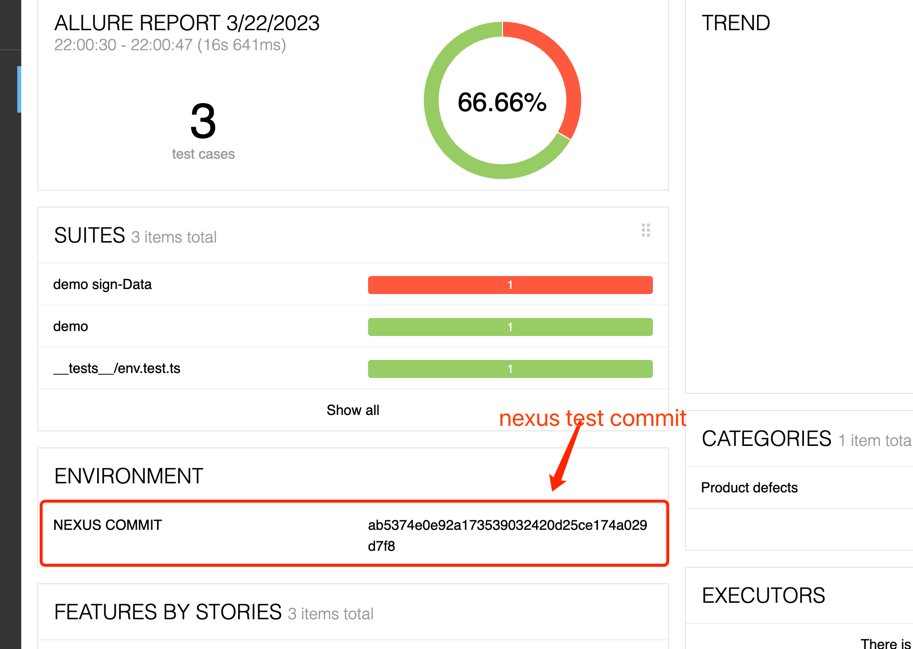 ALLURE REPORT 3/22/2023
22:00:30 - 22:00:47 (16s 641ms)
3
test cases
66.66%
TREND
SUITES 3 items total
demo sign-Data 1
demo 1
__tests__/env.test.ts 1
Show all
nexus test commit
ENVIRONMENT
NEXUS COMMIT ab5374e0e92a173539032420d25ce174a029
d7f8
FEATURES BY STORIES 3 items total
CATEGORIES 1 item tota
Product defects
EXECUTORS
There is